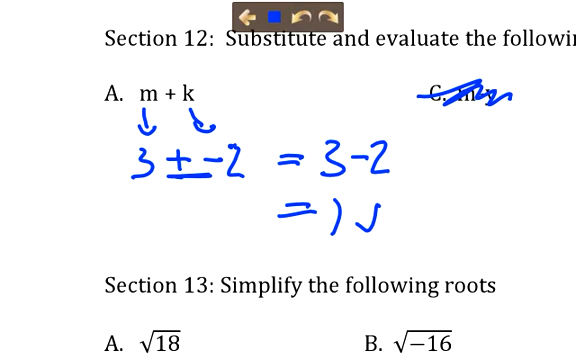 Section 12: Substitute and evaluate the followin
A. m + k
3 + -2 = 3-2
= 1 ✓
Section 13: Simplify the following roots
A. √18 B. √-16